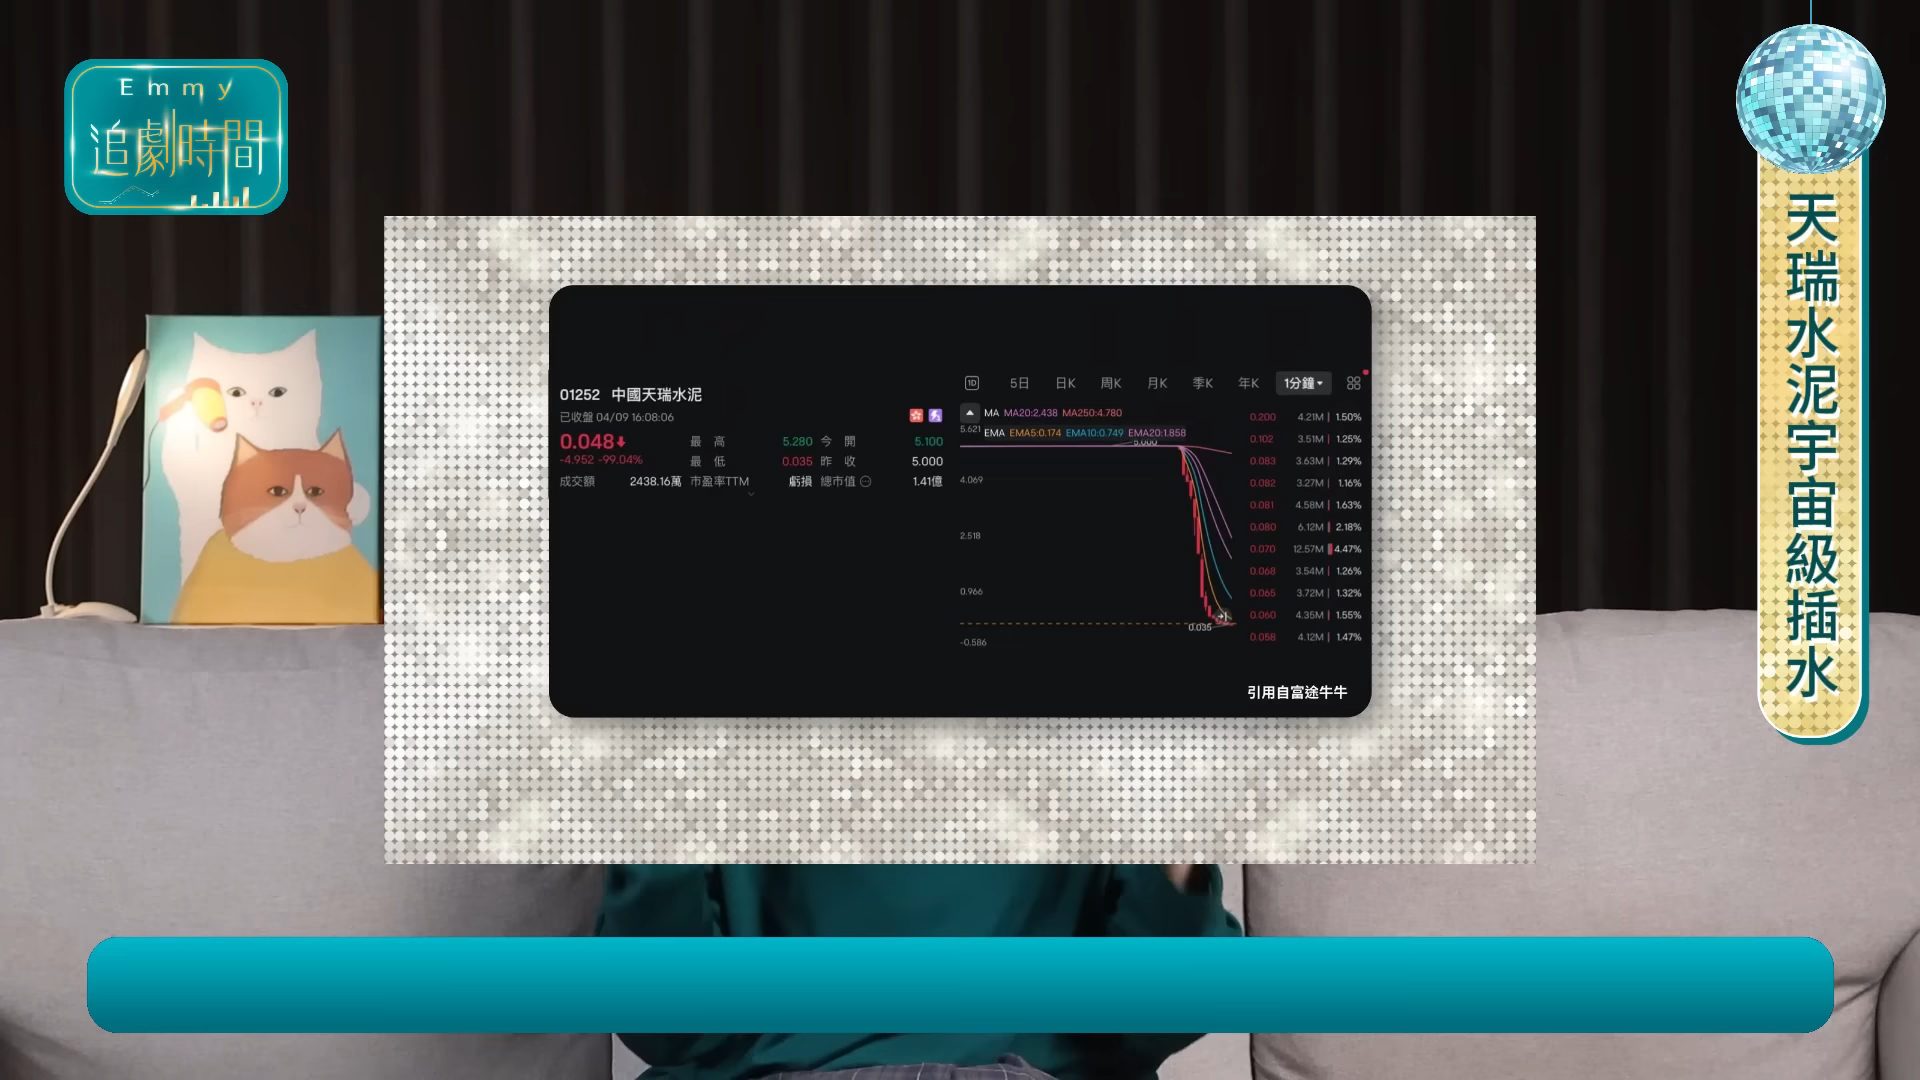 Emmy
追劇時間
天瑞水泥宇宙級插水
01252 中國天瑞水泥
已收盤 04/09 16:08:06
0.048
-4.952 -99.04%
最高 5.280 今開 5.100
最低 0.035 昨收 5.000
成交額 2438.16萬 市盈率TTM 虧損 總市值 1.41億
1D 5日 日K 周K 月K 季K 年K 1分鐘
MA MA20:2.438 MA250:4.780
EMA EMA5:0.174 EMA10:0.749 EMA20:1.858
5.621
5.000
4.069
2.518
0.966
0.035
-0.586
0.200 4.21M 1.50%
0.102 3.51M 1.25%
0.083 3.63M 1.29%
0.082 3.27M 1.16%
0.081 4.58M 1.63%
0.080 6.12M 2.18%
0.070 12.57M 4.47%
0.068 3.54M 1.26%
0.065 3.72M 1.32%
0.060 4.35M 1.55%
0.058 4.12M 1.47%
引用自富途牛牛